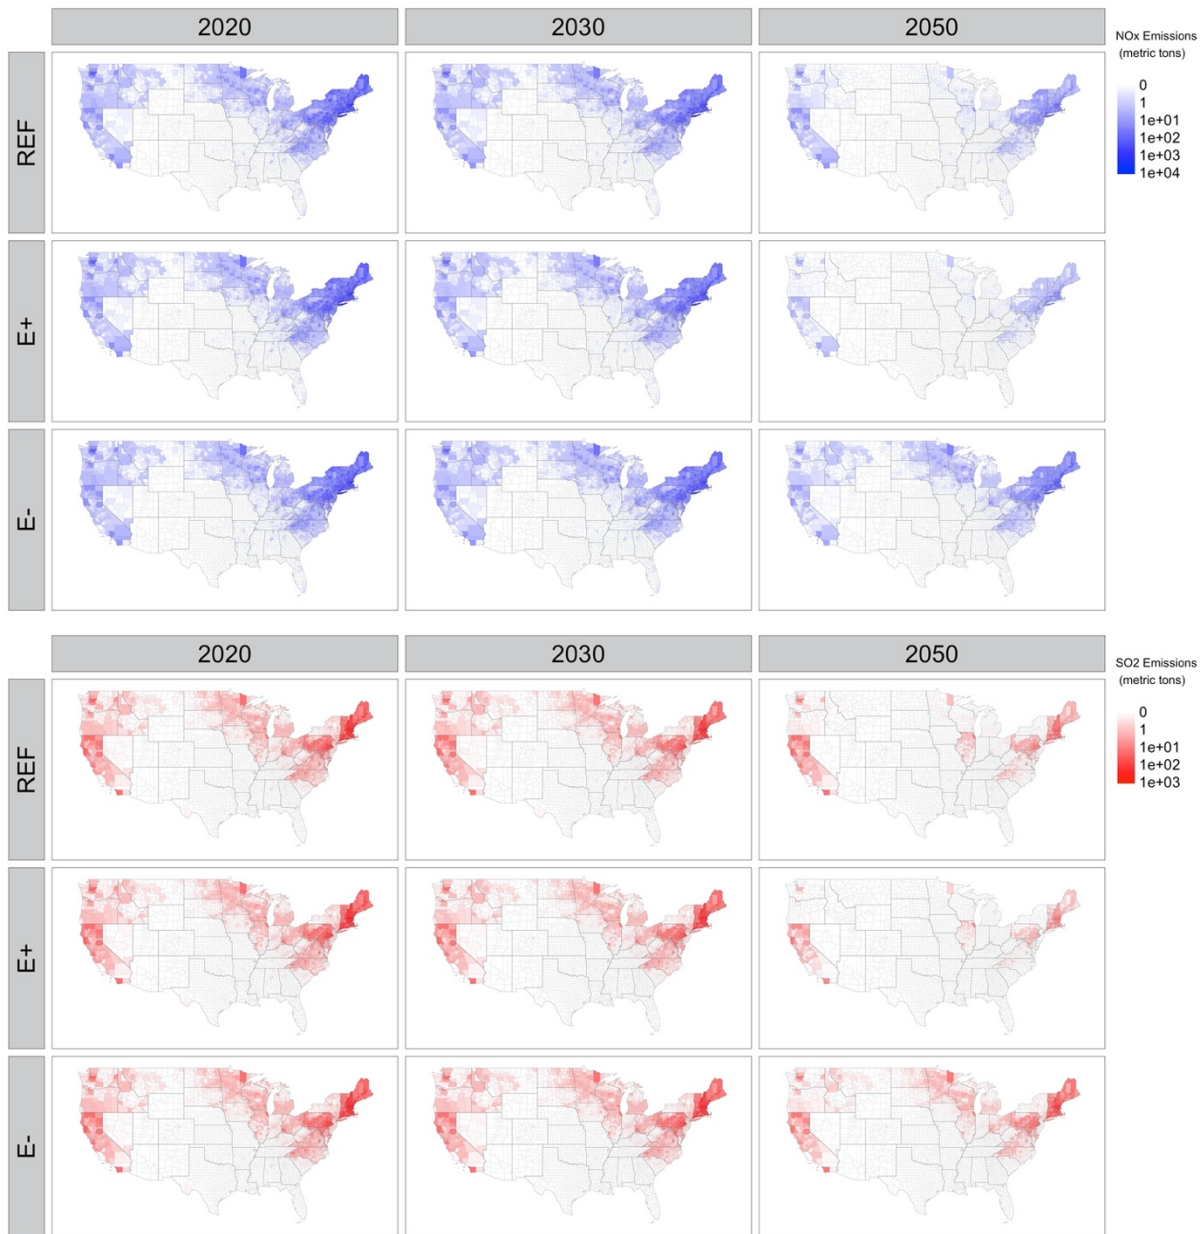 2020 2030 2050
NOx Emissions
(metric tons)
0
1
1e+01
1e+02
1e+03
1e+04
REF
E+
E-
2020 2030 2050
SO2 Emissions
(metric tons)
0
1
1e+01
1e+02
1e+03
REF
E+
E-